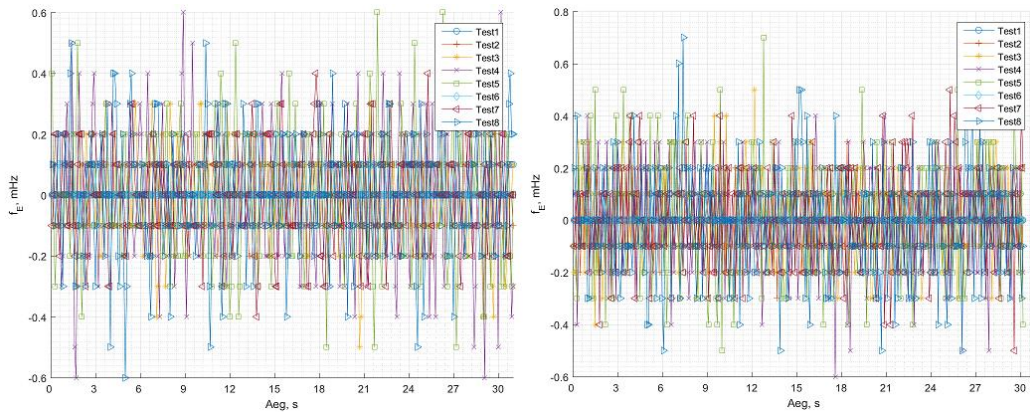 0.6
0.4
0.2
0
-0.2
-0.4
-0.6
f_E, mHz
0 3 6 9 12 15 18 21 24 27 30
Aeg, s
Test1
Test2
Test3
Test4
Test5
Test6
Test7
Test8
0.8
0.6
0.4
0.2
0
-0.2
-0.4
-0.6
f_E, mHz
0 3 6 9 12 15 18 21 24 27 30
Aeg, s
Test1
Test2
Test3
Test4
Test5
Test6
Test7
Test8